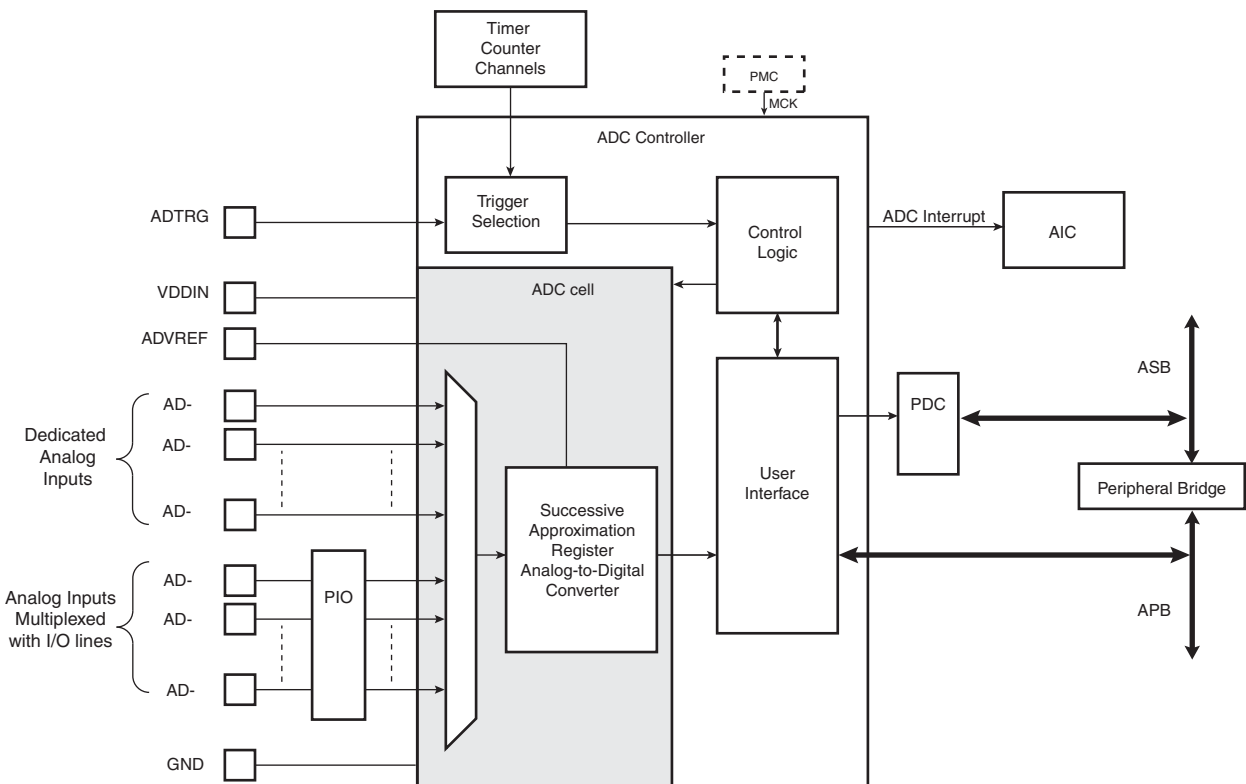 Timer
Counter
Channels
PMC
MCK
ADC Controller
Trigger
Selection
Control
Logic
ADC Interrupt
AIC
ADTRG
VDDIN
ADC cell
ADVREF
ASB
PDC
AD-
Dedicated
Analog
Inputs
AD-
AD-
User
Interface
Peripheral Bridge
Successive
Approximation
Register
Analog-to-Digital
Converter
AD-
PIO
Analog Inputs
Multiplexed
with I/O lines
AD-
AD-
APB
GND